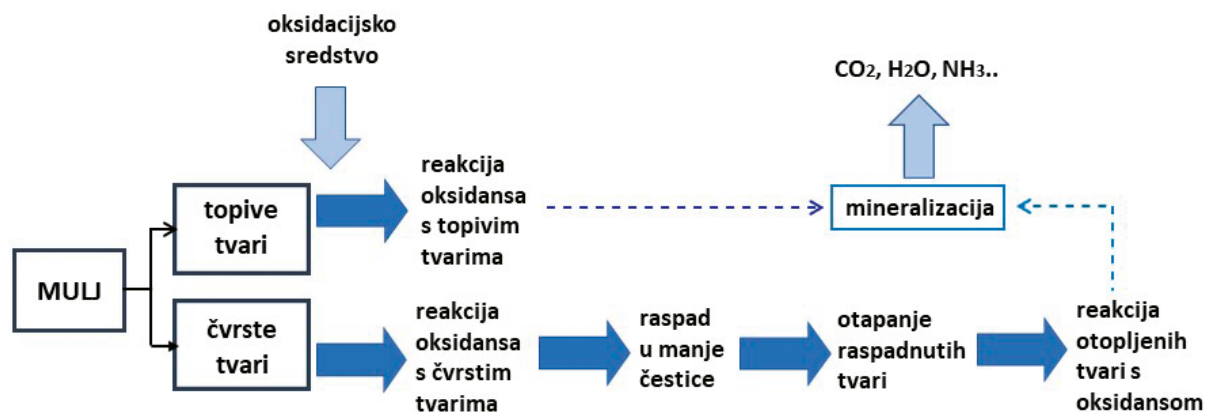 oksidacijsko
sredstvo
CO2, H2O, NH3..
MULJ
topive
tvari
reakcija
oksidansa
s topivim
tvarima
mineralizacija
čvrste
tvari
reakcija
oksidansa
s čvrstim
tvarima
raspad
u manje
čestice
otapanje
raspadnutih
tvari
reakcija
otopljenih
tvari s
oksidansom